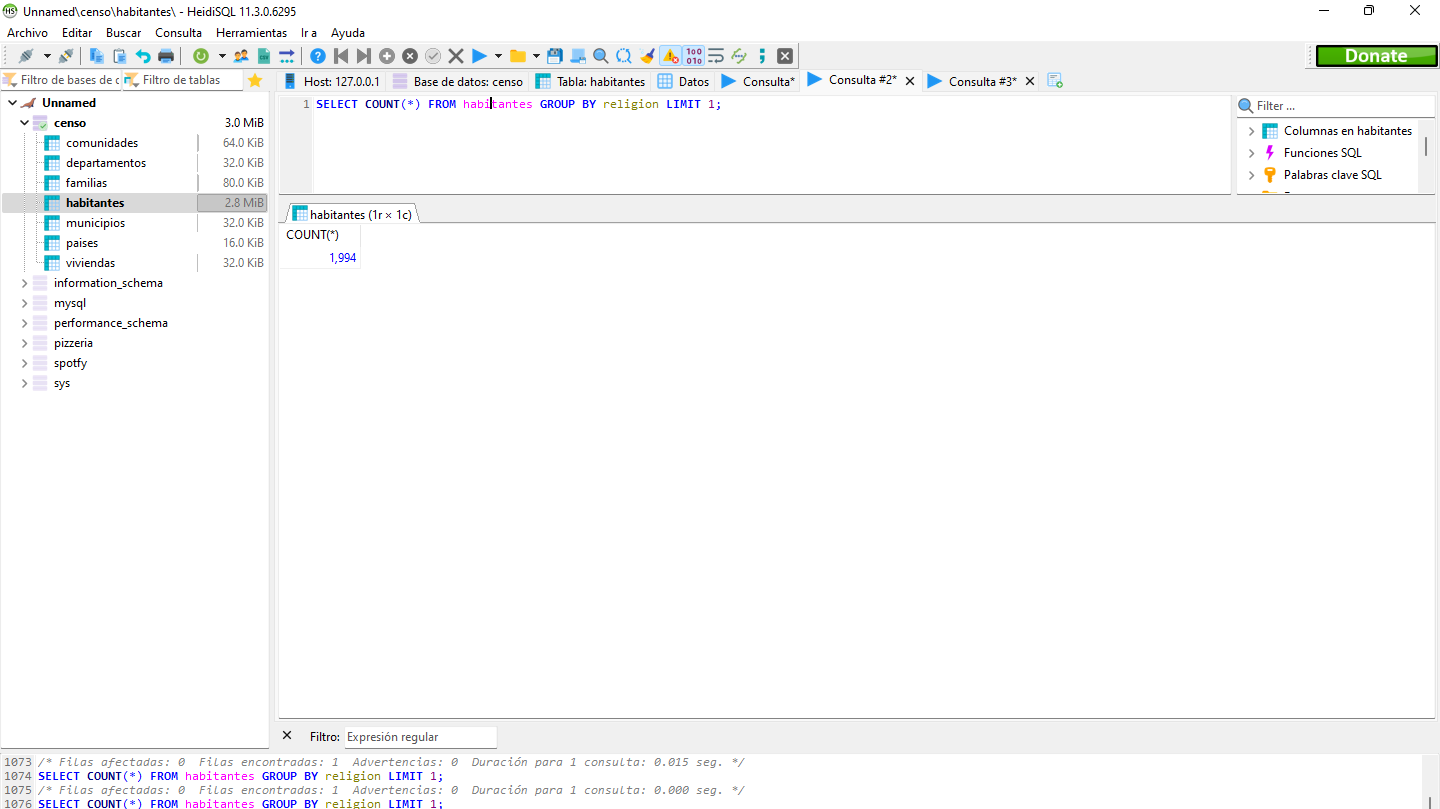 Unnamed\censo\habitantes\ - HeidiSQL 11.3.0.6295
Archivo Editar Buscar Consulta Herramientas Ir a Ayuda
Donate
Filtro de bases de c Filtro de tablas
Host: 127.0.0.1 Base de datos: censo Tabla: habitantes Datos Consulta* Consulta #2* Consulta #3*
Unnamed
censo 3.0 MiB
comunidades 64.0 KiB
departamentos 32.0 KiB
familias 80.0 KiB
habitantes 2.8 MiB
municipios 32.0 KiB
paises 16.0 KiB
viviendas 32.0 KiB
information_schema
mysql
performance_schema
pizzeria
spotfy
sys
1 SELECT COUNT(*) FROM habitantes GROUP BY religion LIMIT 1;
Filter ...
Columnas en habitantes
Funciones SQL
Palabras clave SQL
habitantes (1r × 1c)
COUNT(*)
1,994
Filtro: Expresión regular
1073 /* Filas afectadas: 0 Filas encontradas: 1 Advertencias: 0 Duración para 1 consulta: 0.015 seg. */
1074 SELECT COUNT(*) FROM habitantes GROUP BY religion LIMIT 1;
1075 /* Filas afectadas: 0 Filas encontradas: 1 Advertencias: 0 Duración para 1 consulta: 0.000 seg. */
1076 SELECT COUNT(*) FROM habitantes GROUP BY religion LIMIT 1;